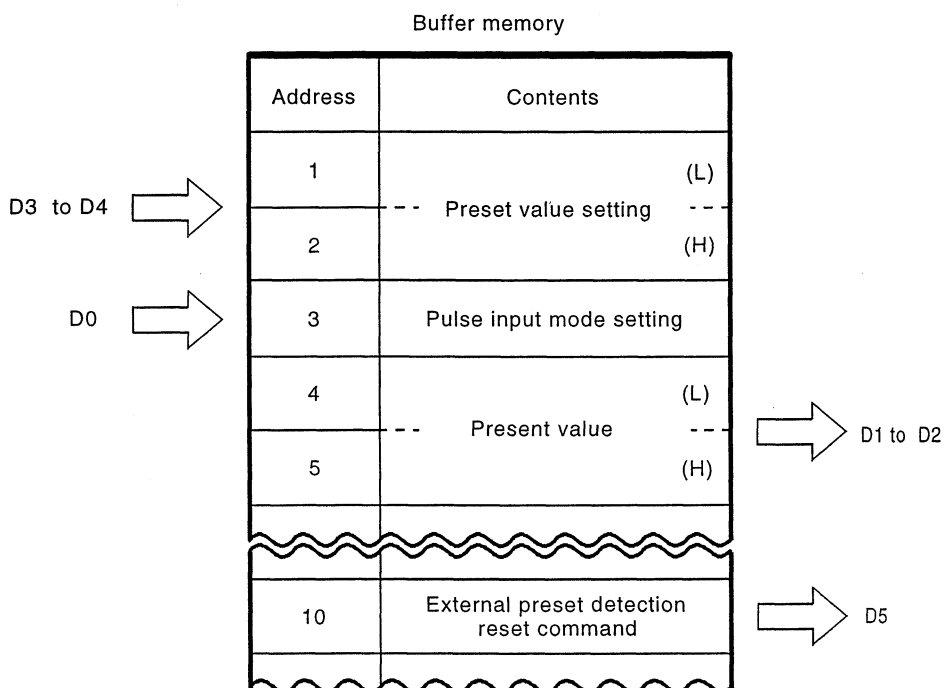 Buffer memory
Address Contents
1 (L)
D3 to D4 Preset value setting
2 (H)
D0 3 Pulse input mode setting
4 (L)
Present value D1 to D2
5 (H)
10 External preset detection
reset command D5